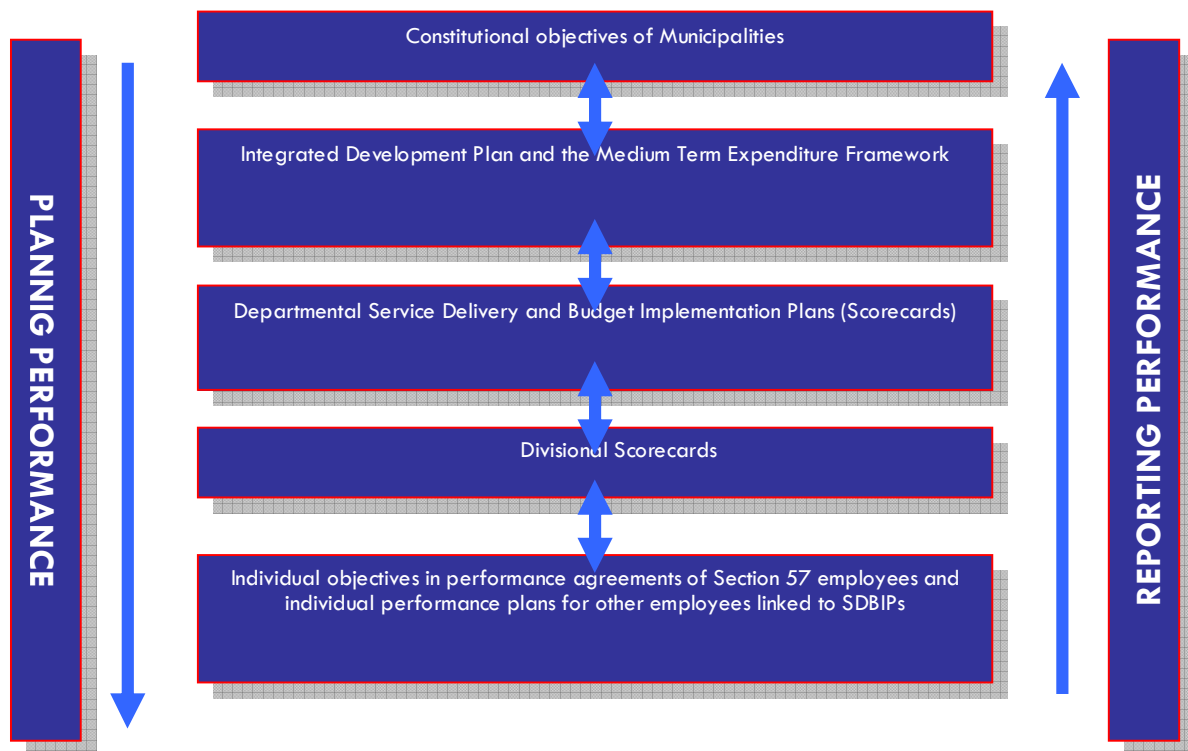 PLANNIG PERFORMANCE
Constitutional objectives of Municipalities
Integrated Development Plan and the Medium Term Expenditure Framework
Departmental Service Delivery and Budget Implementation Plans (Scorecards)
Divisional Scorecards
Individual objectives in performance agreements of Section 57 employees and
individual performance plans for other employees linked to SDBIPs
REPORTING PERFORMANCE